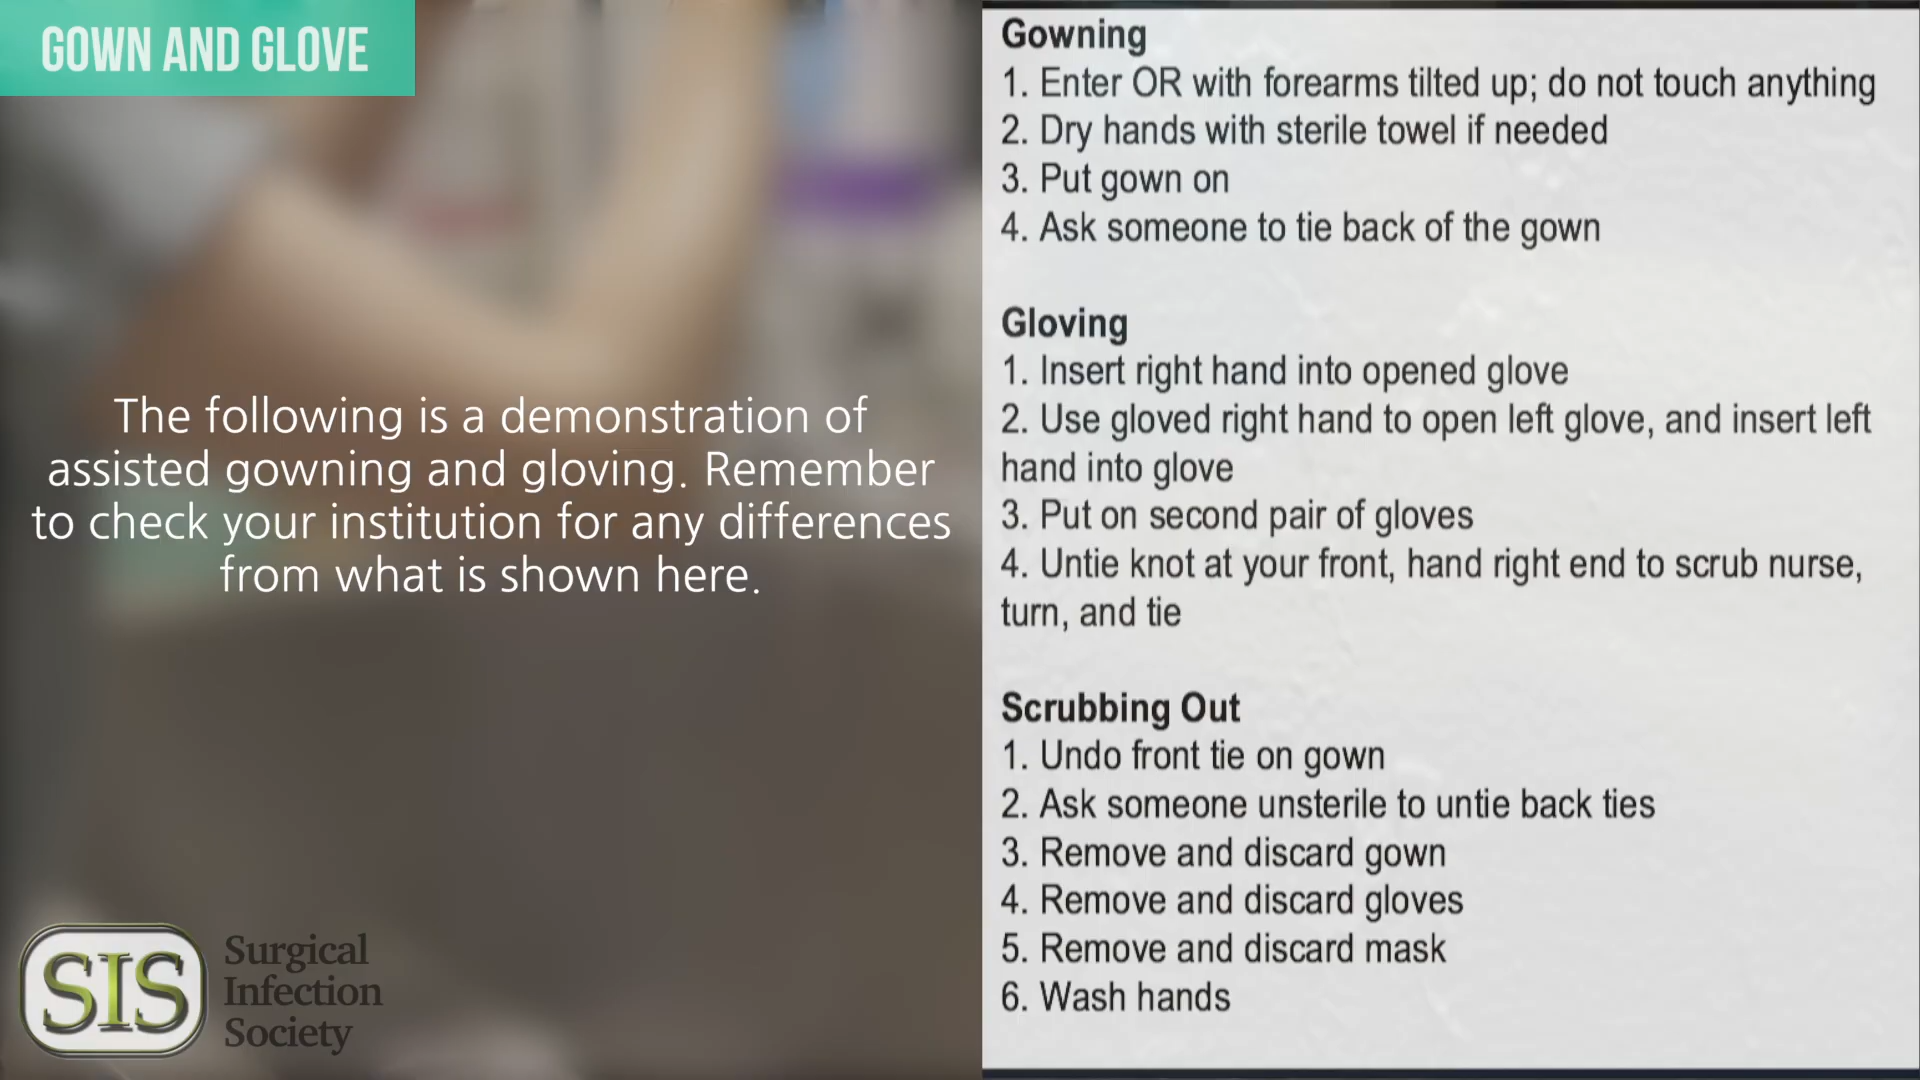 GOWN AND GLOVE
The following is a demonstration of
assisted gowning and gloving. Remember
to check your institution for any differences
from what is shown here.
SIS
Surgical
Infection
Society
Gowning
1. Enter OR with forearms tilted up; do not touch anything
2. Dry hands with sterile towel if needed
3. Put gown on
4. Ask someone to tie back of the gown
Gloving
1. Insert right hand into opened glove
2. Use gloved right hand to open left glove, and insert left
hand into glove
3. Put on second pair of gloves
4. Untie knot at your front, hand right end to scrub nurse,
turn, and tie
Scrubbing Out
1. Undo front tie on gown
2. Ask someone unsterile to untie back ties
3. Remove and discard gown
4. Remove and discard gloves
5. Remove and discard mask
6. Wash hands